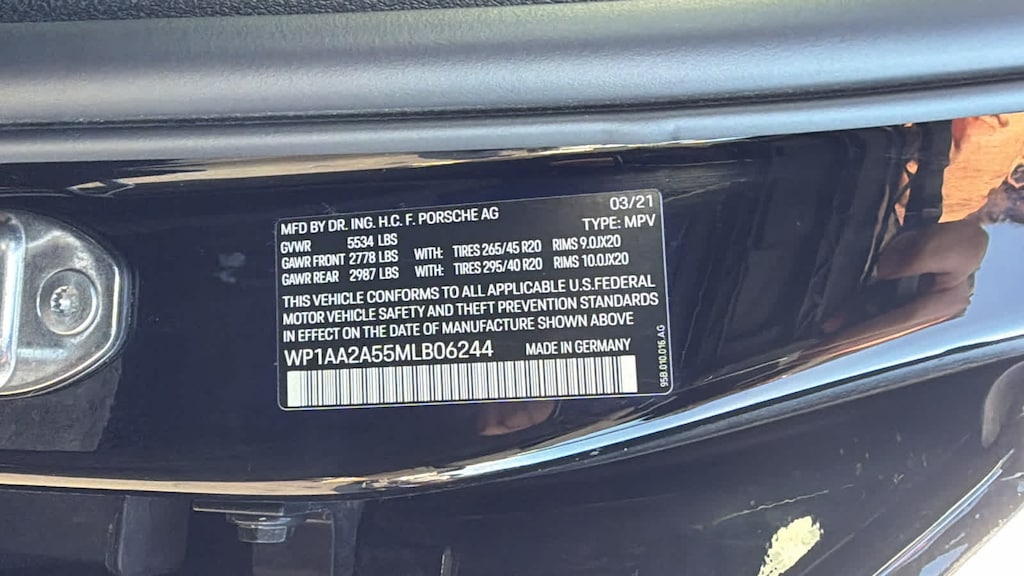 03/21
MFD BY DR. ING. H.C. F. PORSCHE AG TYPE: MPV
GVWR 5534 LBS
GAWR FRONT 2778 LBS WITH: TIRES 265/45 R20 RIMS 9.0JX20
GAWR REAR 2987 LBS WITH: TIRES 295/40 R20 RIMS 10.0JX20
THIS VEHICLE CONFORMS TO ALL APPLICABLE U.S.FEDERAL
MOTOR VEHICLE SAFETY AND THEFT PREVENTION STANDARDS
IN EFFECT ON THE DATE OF MANUFACTURE SHOWN ABOVE
WP1AA2A55MLB06244 MADE IN GERMANY
95B.010.016.AG